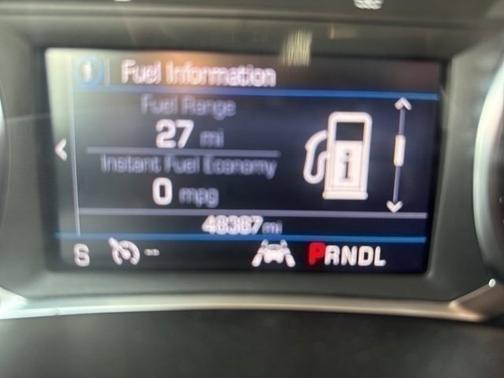 Fuel Information
Fuel Range
27 mi
Instant Fuel Economy
0 mpg
48387 mi
S --
PRNDL